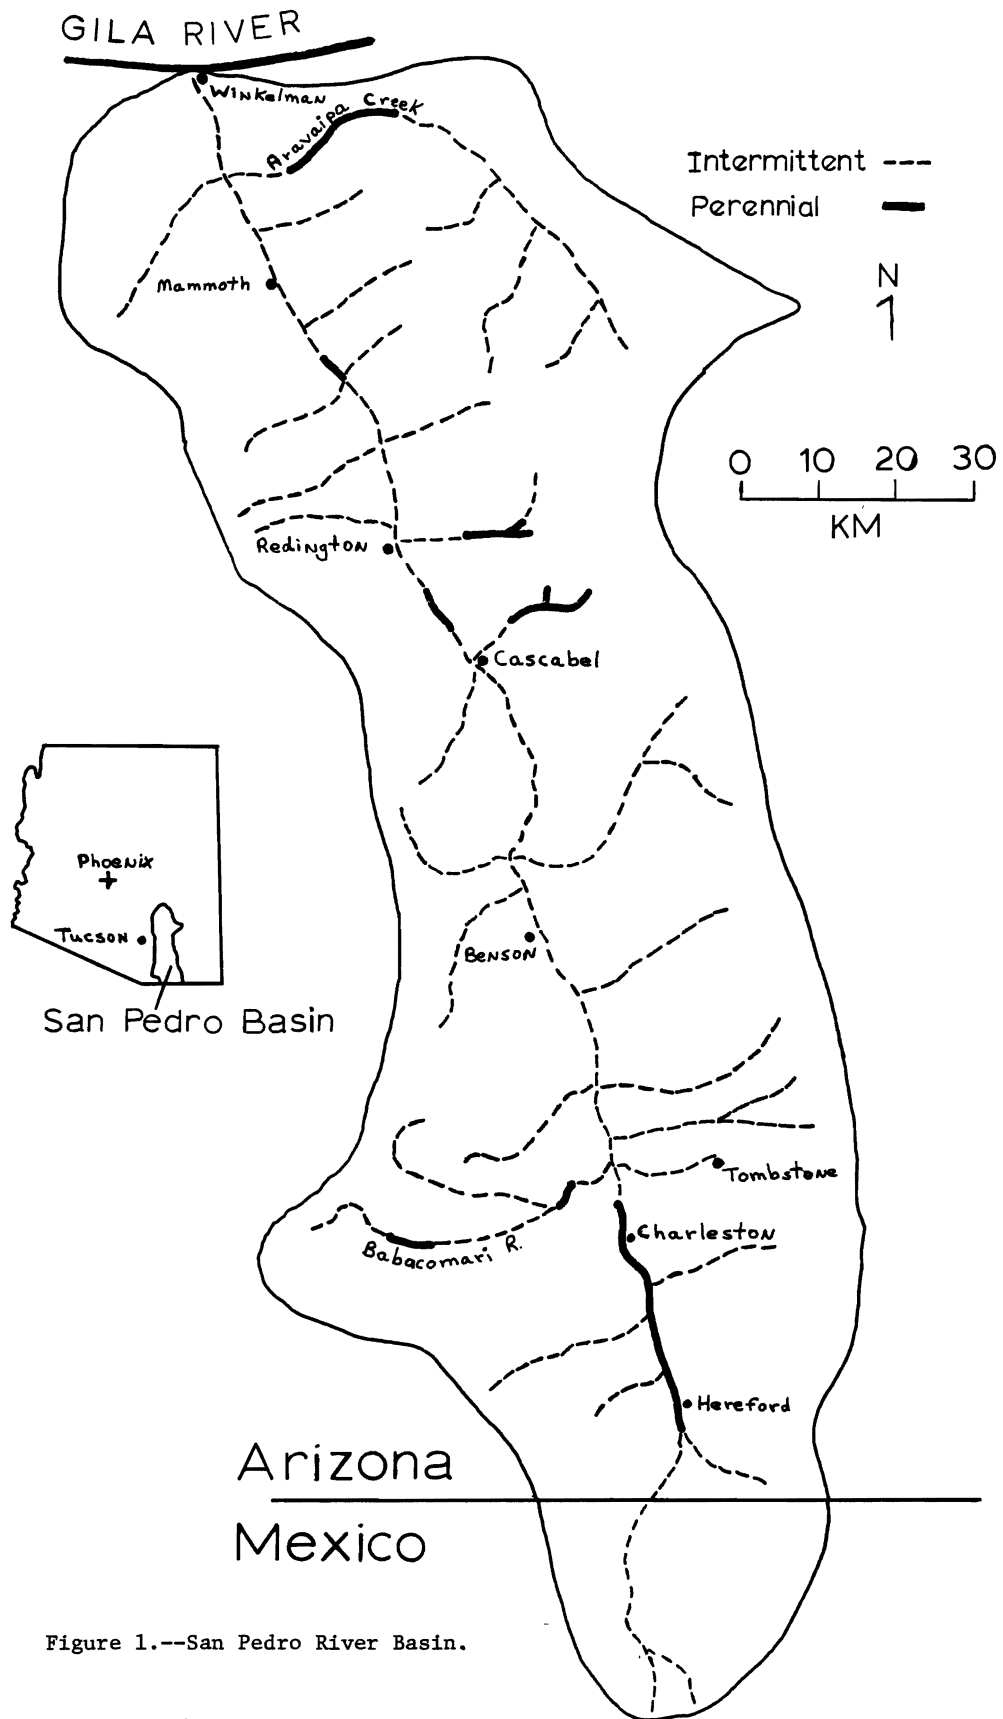 GILA RIVER
Winkelman
Aravaipa Creek
Intermittent
Perennial
Mammoth
N
0 10 20 30
KM
Redington
Cascabel
Phoenix
Tucson
Benson
San Pedro Basin
Tombstone
Charleston
Babacomari R.
Hereford
Arizona
Mexico
Figure 1.--San Pedro River Basin.